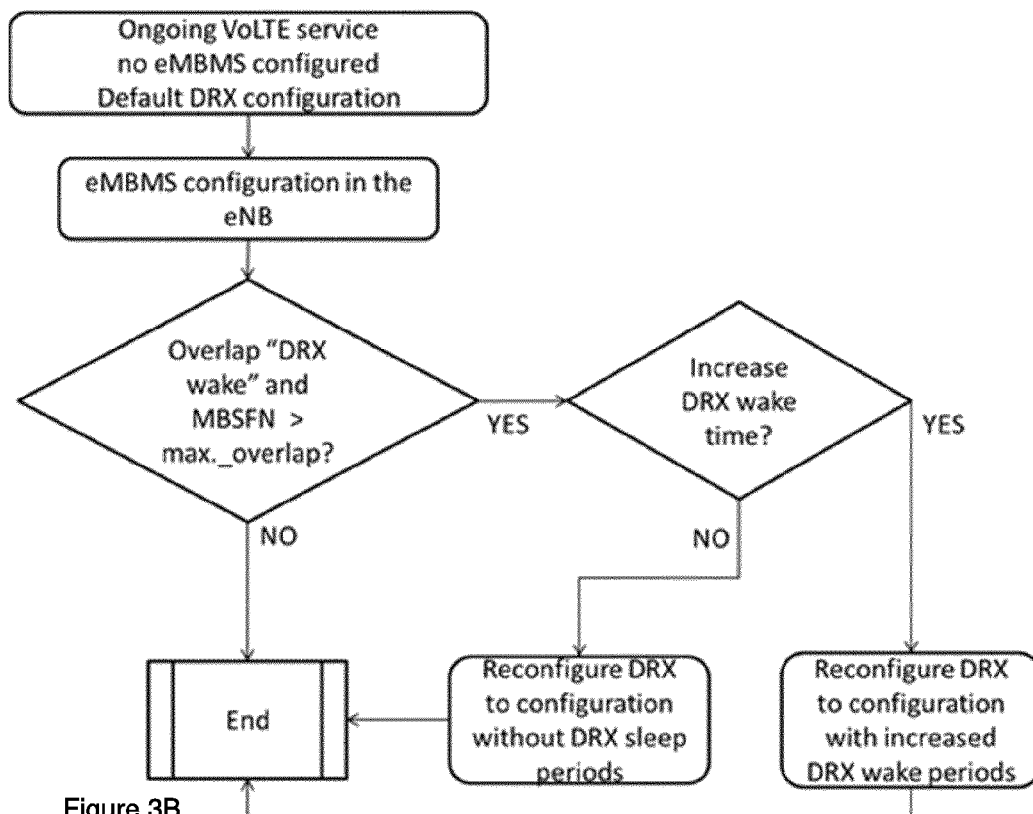 Ongoing VoLTE service
no eMBMS configured
Default DRX configuration
eMBMS configuration in the
eNB
Overlap “DRX
wake” and
MBSFN >
max._overlap?
YES
Increase
DRX wake
time?
YES
NO
NO
End
Reconfigure DRX
to configuration
without DRX sleep
periods
Reconfigure DRX
to configuration
with increased
DRX wake periods
Figure 3B